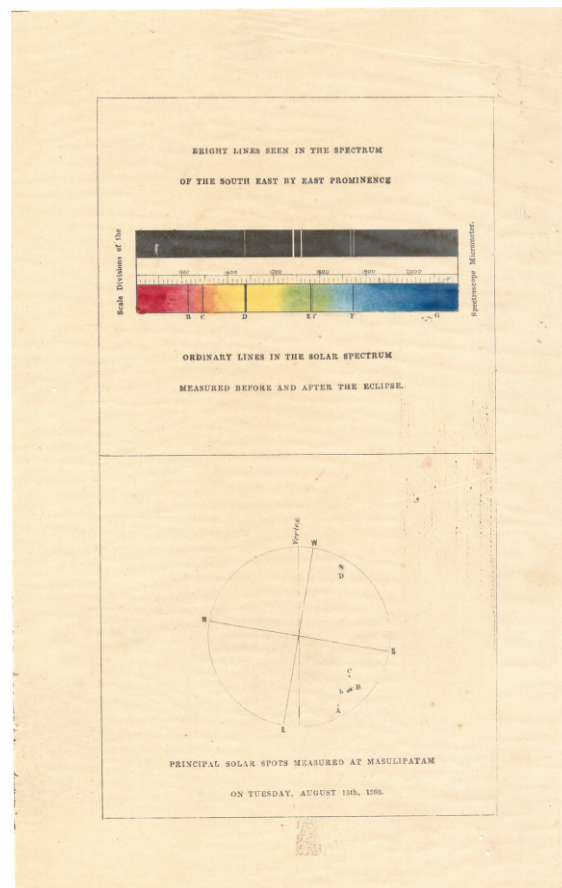 BRIGHT LINES SEEN IN THE SPECTRUM
OF THE SOUTH EAST BY EAST PROMINENCE
Scale Divisions of the
Spectroscope Micrometer.
B C D E F G
ORDINARY LINES IN THE SOLAR SPECTRUM
MEASURED BEFORE AND AFTER THE ECLIPSE.
Vertex
W
D
N
S
C
B
A
E
PRINCIPAL SOLAR SPOTS MEASURED AT MASULIPATAM
ON TUESDAY, AUGUST 18th, 1868.